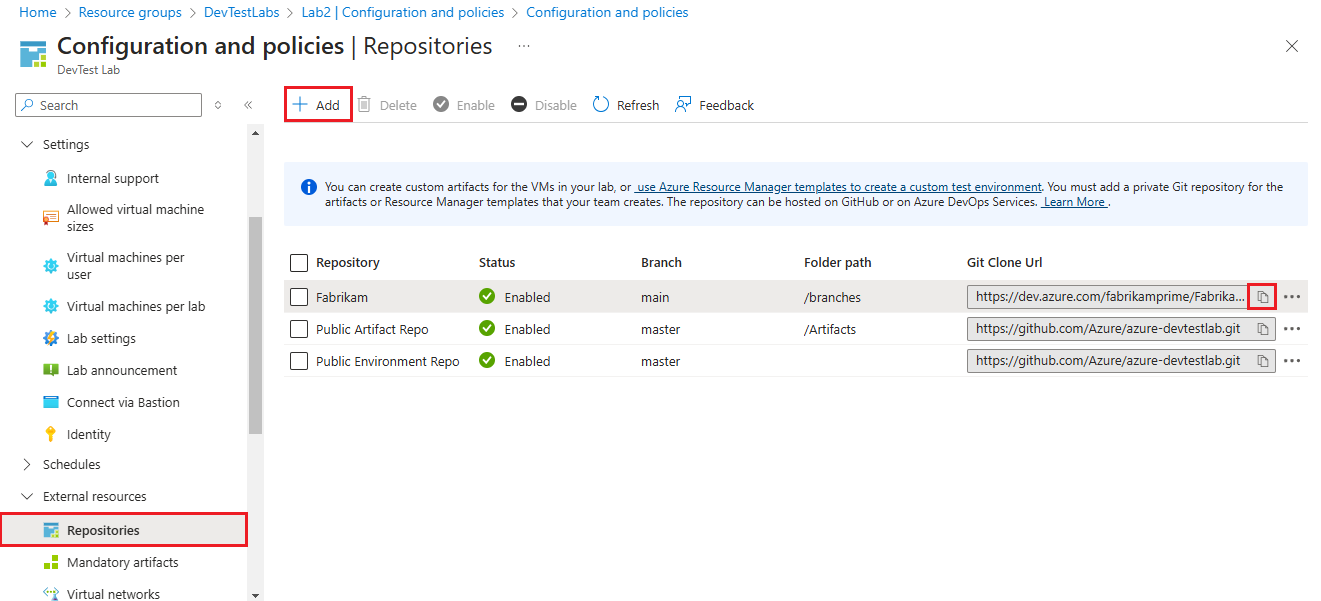 Home > Resource groups > DevTestLabs > Lab2 | Configuration and policies > Configuration and policies
Configuration and policies | Repositories ...
DevTest Lab
Search
Add Delete Enable Disable Refresh Feedback
Settings
Internal support
Allowed virtual machine
sizes
Virtual machines per
user
Virtual machines per lab
Lab settings
Lab announcement
Connect via Bastion
Identity
Schedules
External resources
Repositories
Mandatory artifacts
Virtual networks
You can create custom artifacts for the VMs in your lab, or use Azure Resource Manager templates to create a custom test environment. You must add a private Git repository for the
artifacts or Resource Manager templates that your team creates. The repository can be hosted on GitHub or on Azure DevOps Services. Learn More .
Repository Status Branch Folder path Git Clone Url
Fabrikam Enabled main /branches https://dev.azure.com/fabrikamprime/Fabrika...
Public Artifact Repo Enabled master /Artifacts https://github.com/Azure/azure-devtestlab.git
Public Environment Repo Enabled master https://github.com/Azure/azure-devtestlab.git